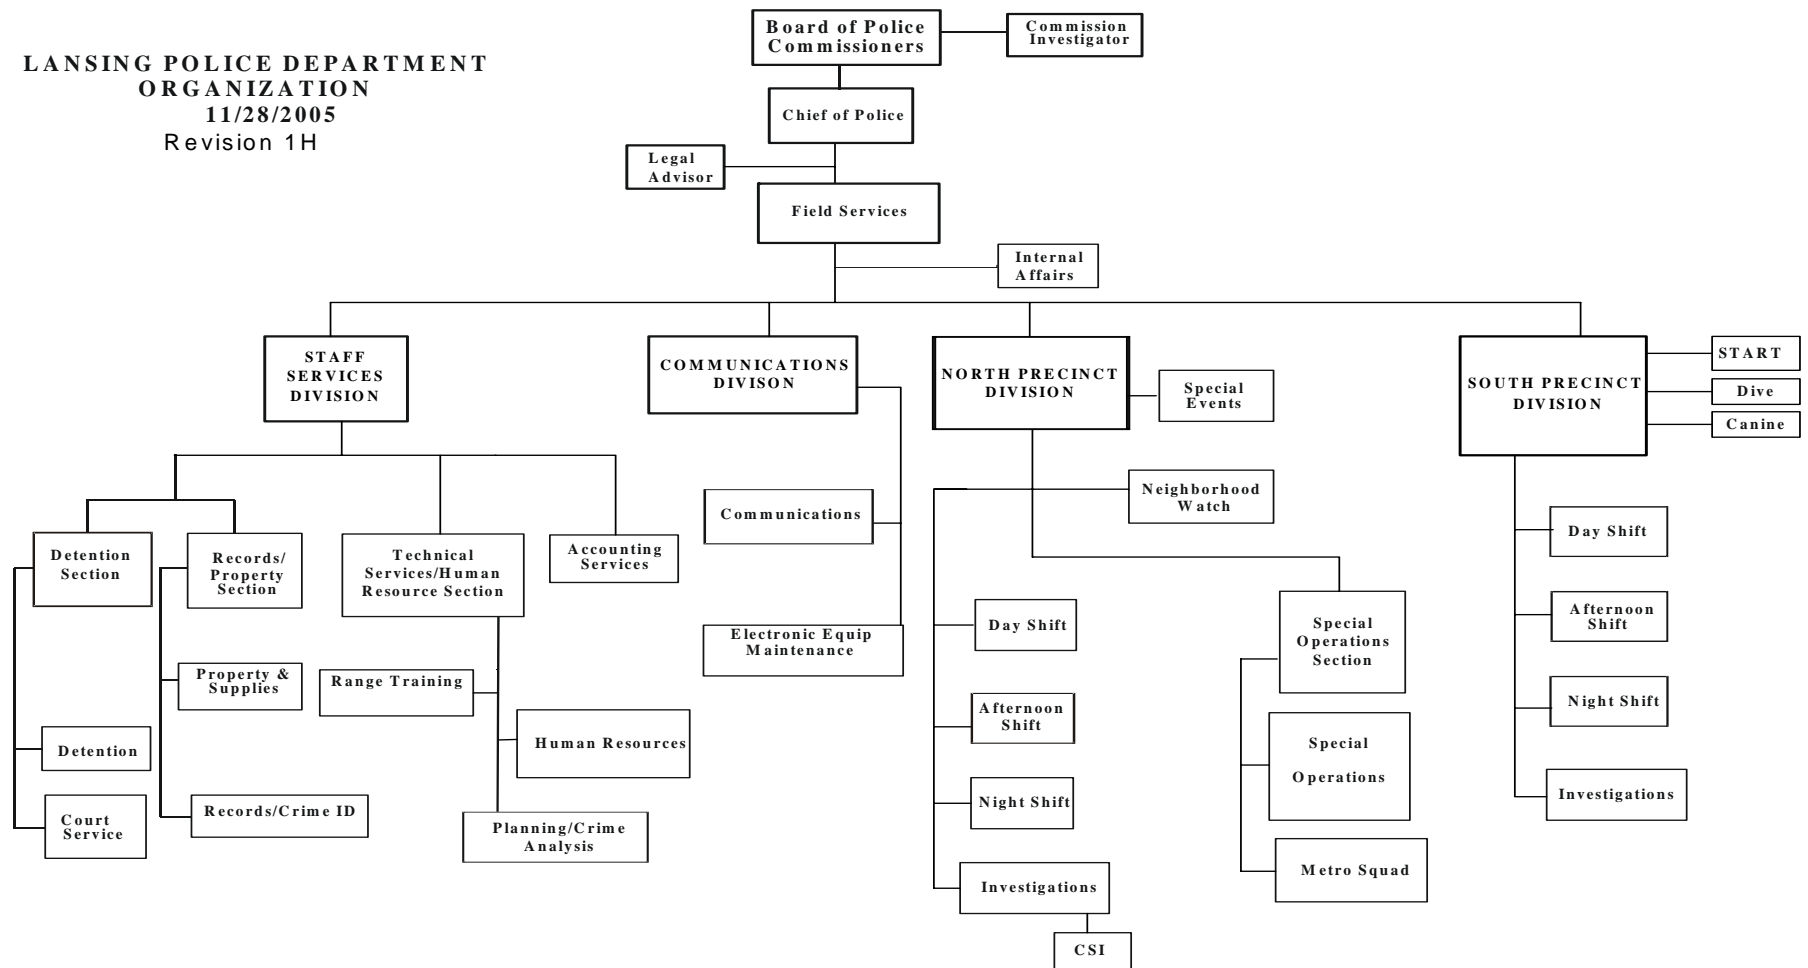 LANSING POLICE DEPARTMENT
ORGANIZATION
11/28/2005
Revision 1H
Board of Police
Commissioners
Commission
Investigator
Chief of Police
Legal
Advisor
Field Services
Internal
Affairs
STAFF
SERVICES
DIVISION
COMMUNICATIONS
DIVISON
NORTH PRECINCT
DIVISION
Special
Events
SOUTH PRECINCT
DIVISION
START
Dive
Canine
Detention
Section
Records/
Property
Section
Technical
Services/Human
Resource Section
Accounting
Services
Communications
Neighborhood
Watch
Day Shift
Electronic Equip
Maintenance
Day Shift
Special
Operations
Section
Afternoon
Shift
Property &
Supplies
Range Training
Afternoon
Shift
Night Shift
Detention
Human Resources
Special
Operations
Court
Service
Records/Crime ID
Planning/Crime
Analysis
Night Shift
Investigations
Investigations
Metro Squad
CSI